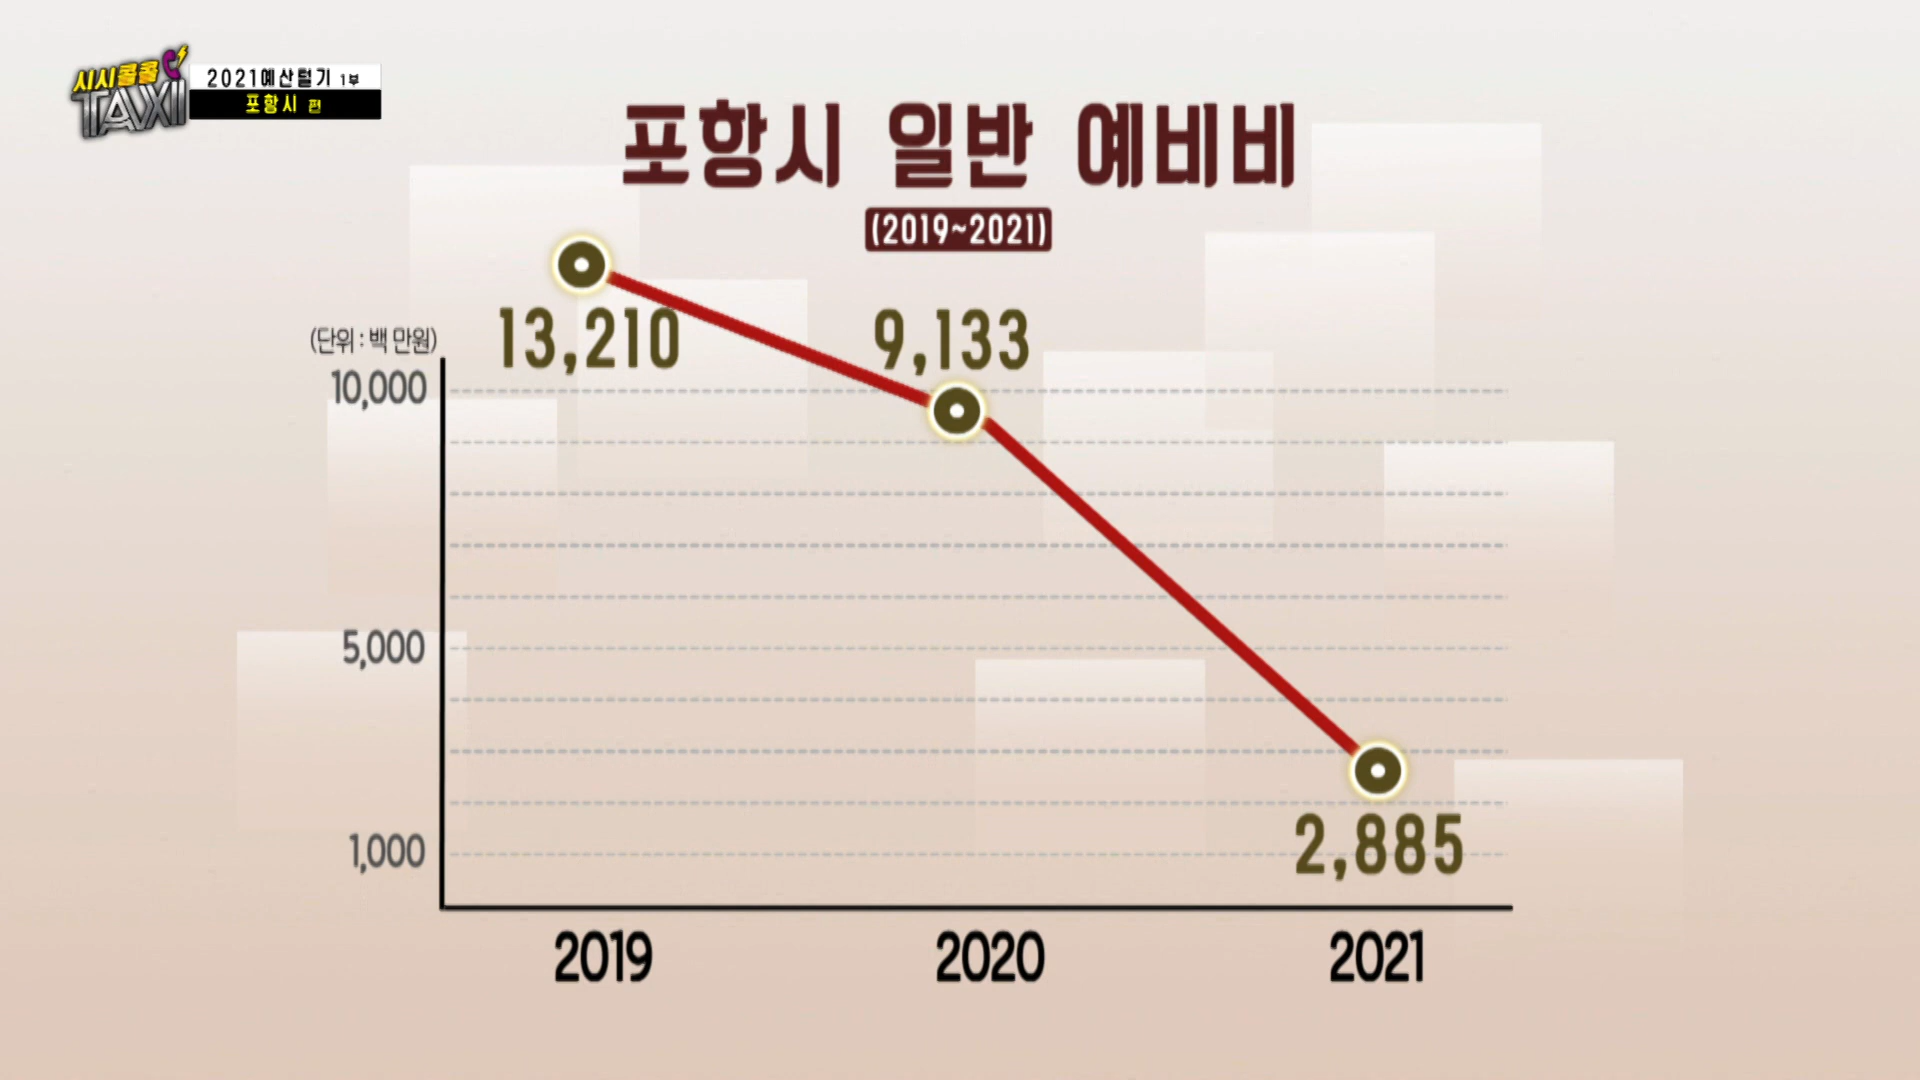 시시콜콜
TAXI
2021예산털기 1부
포항시 편
포항시 일반 예비비
(2019~2021)
(단위 : 백 만원)
13,210
9,133
2,885
10,000
5,000
1,000
2019
2020
2021